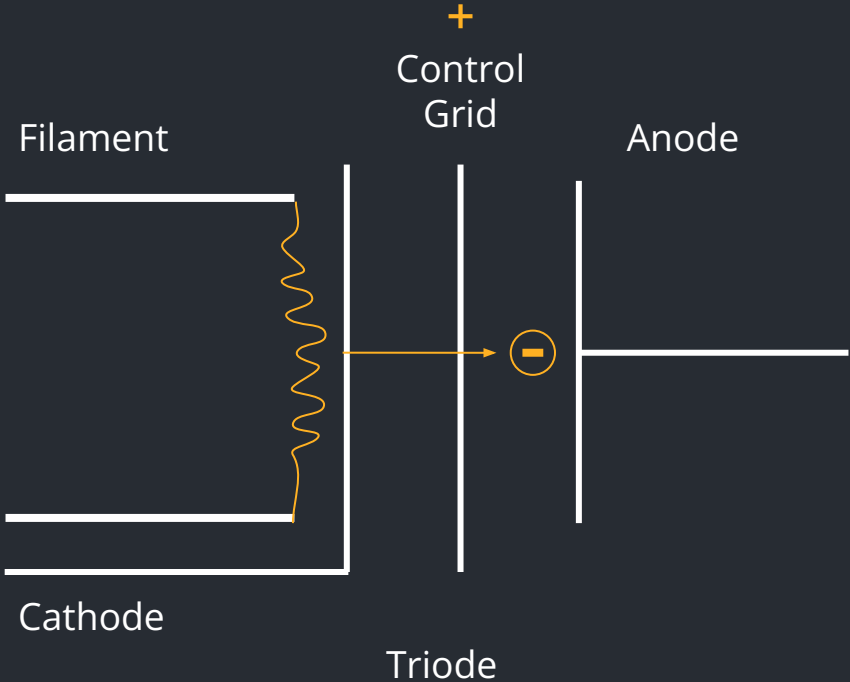 +
Control
Grid
Filament
Anode
-
Cathode
Triode